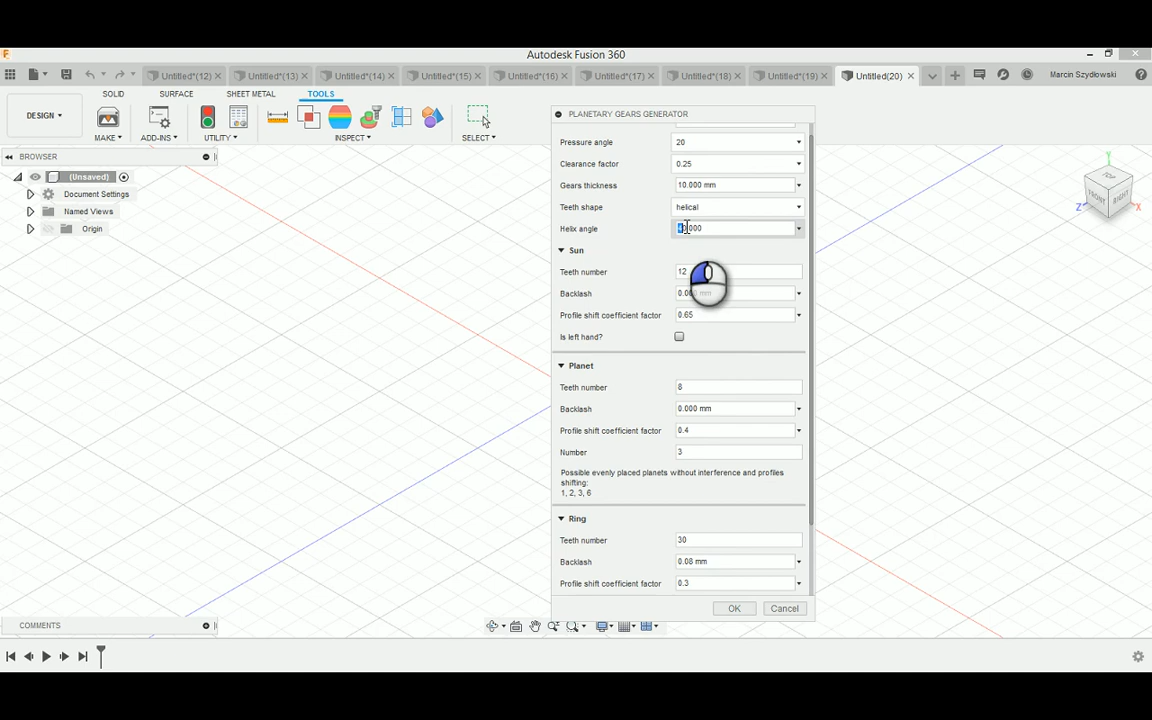 Autodesk Fusion 360
Untitled*(12) Untitled*(13) Untitled*(14) Untitled*(15) Untitled*(16) Untitled*(17) Untitled*(18) Untitled*(19) Untitled(20) Marcin Szydłowski
SOLID SURFACE SHEET METAL TOOLS
DESIGN
MAKE ADD-INS UTILITY INSPECT SELECT
BROWSER
(Unsaved)
Document Settings
Named Views
Origin
PLANETARY GEARS GENERATOR
Pressure angle 20
Clearance factor 0.25
Gears thickness 10.000 mm
Teeth shape helical
Helix angle
Sun
Teeth number 12
Backlash
Profile shift coefficient factor 0.65
Is left hand?
Planet
Teeth number 8
Backlash 0.000 mm
Profile shift coefficient factor 0.4
Number 3
Possible evenly placed planets without interference and profiles
shifting:
1, 2, 3, 6
Ring
Teeth number 30
Backlash 0.08 mm
Profile shift coefficient factor 0.3
OK Cancel
Y
TOP
FRONT RIGHT
Z X
COMMENTS